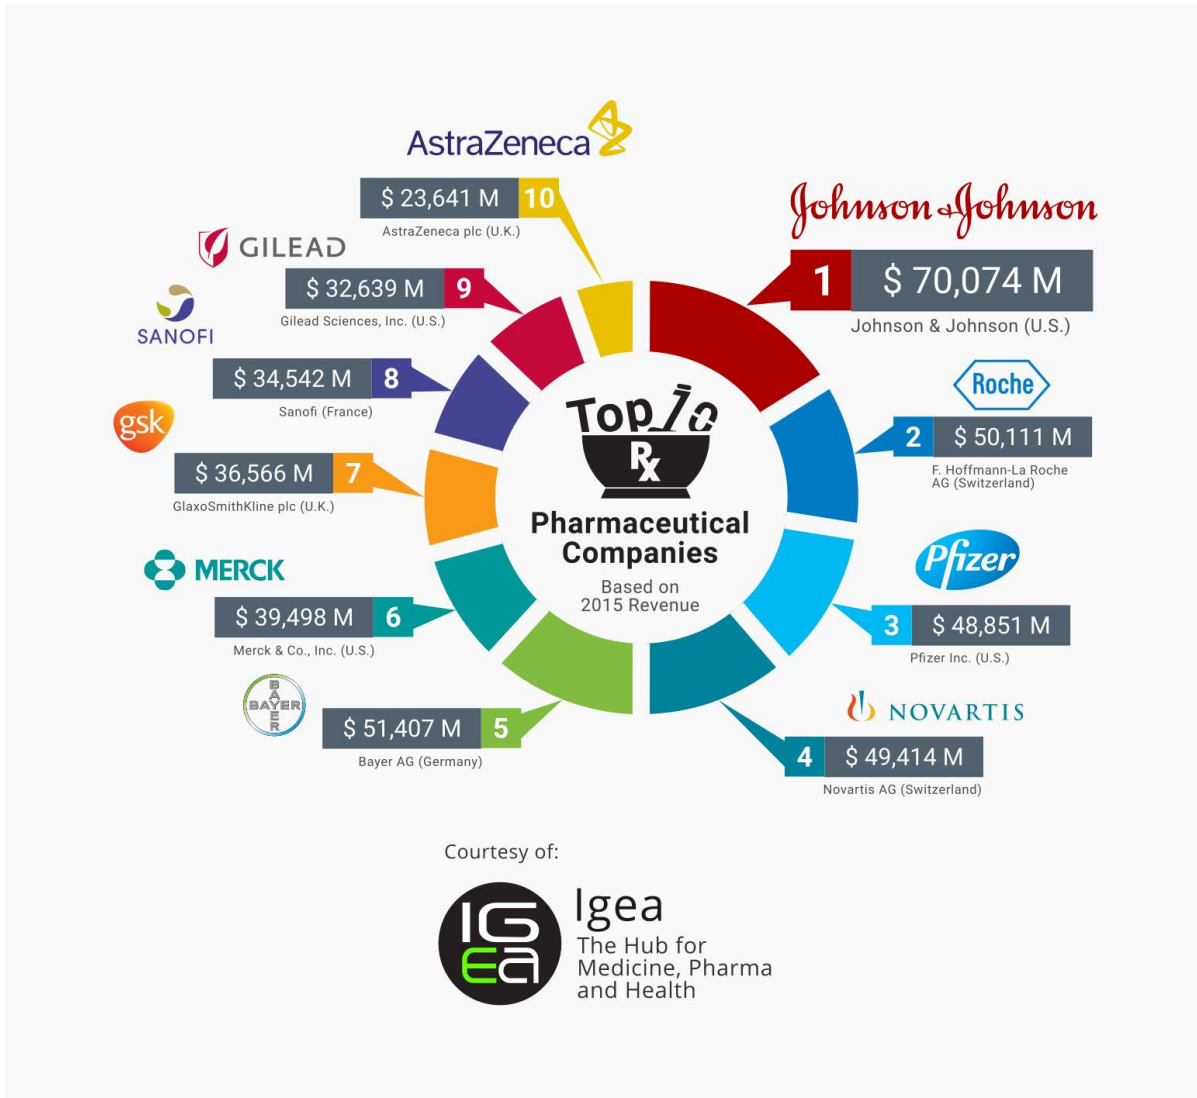 AstraZeneca
$ 23,641 M 10
AstraZeneca plc (U.K.)
Johnson & Johnson
1 $ 70,074 M
Johnson & Johnson (U.S.)
GILEAD
$ 32,639 M 9
Gilead Sciences, Inc. (U.S.)
SANOFI
$ 34,542 M 8
Sanofi (France)
Roche
2 $ 50,111 M
F. Hoffmann-La Roche
AG (Switzerland)
gsk
$ 36,566 M 7
GlaxoSmithKline plc (U.K.)
Top 10
Rx
Pharmaceutical
Companies
Based on
2015 Revenue
MERCK
$ 39,498 M 6
Merck & Co., Inc. (U.S.)
Pfizer
3 $ 48,851 M
Pfizer Inc. (U.S.)
BAYER
BAYER
$ 51,407 M 5
Bayer AG (Germany)
NOVARTIS
4 $ 49,414 M
Novartis AG (Switzerland)
Courtesy of:
IGEa
Igea
The Hub for
Medicine, Pharma
and Health